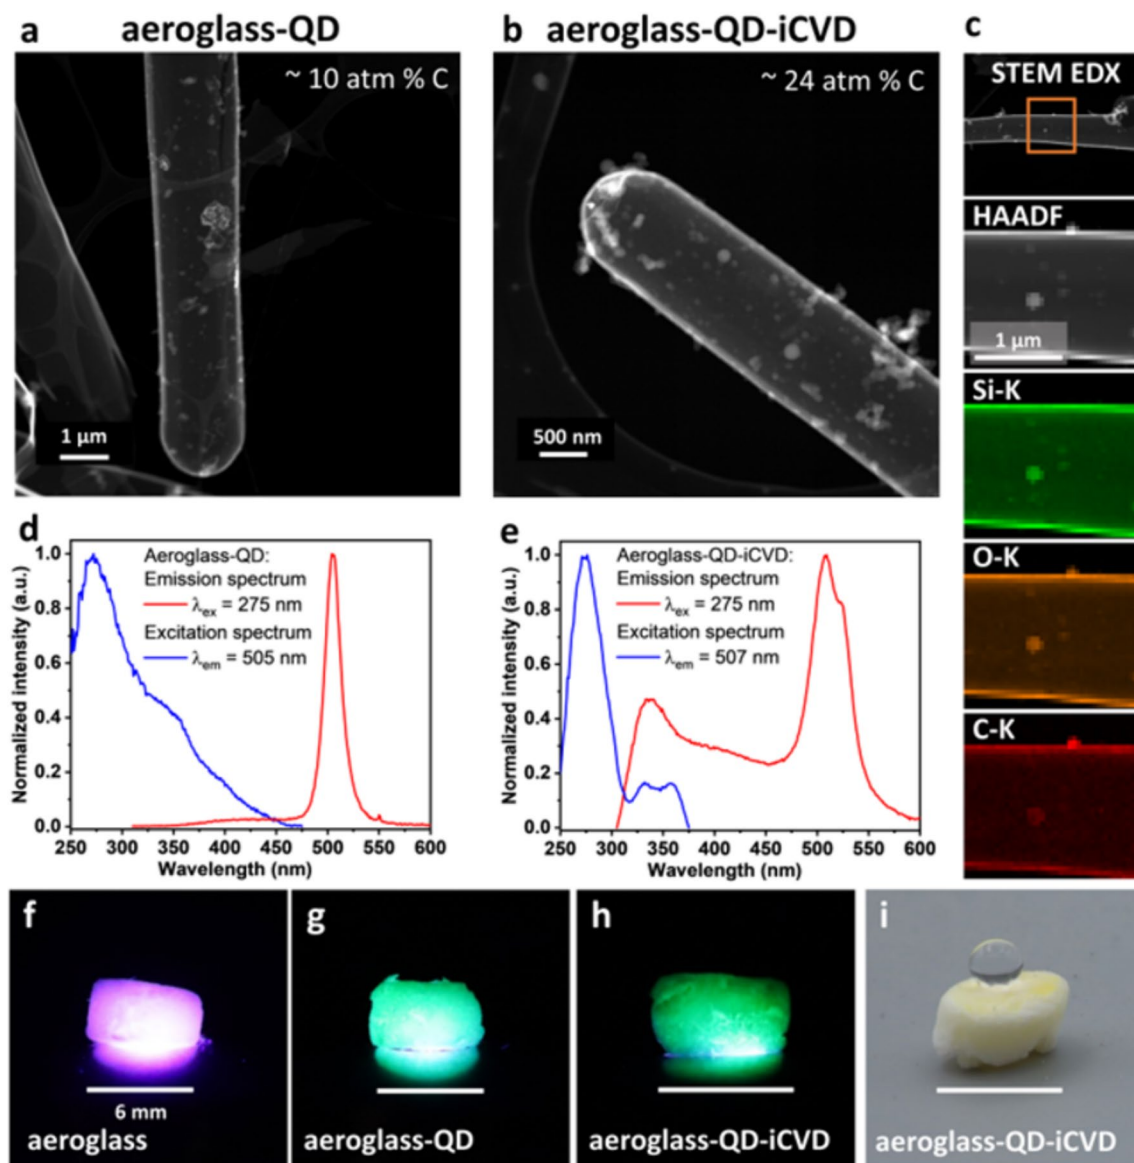 a aeroglass-QD
~ 10 atm % C
1 µm
b aeroglass-QD-iCVD
~ 24 atm % C
500 nm
c
STEM EDX
HAADF
1 µm
Si-K
O-K
C-K
d
Normalized intensity (a.u.)
1.0
0.8
0.6
0.4
0.2
0.0
Aeroglass-QD:
Emission spectrum
λex = 275 nm
Excitation spectrum
λem = 505 nm
250 300 350 400 450 500 550 600
Wavelength (nm)
e
Normalized intensity (a.u.)
1.0
0.8
0.6
0.4
0.2
0.0
Aeroglass-QD-iCVD:
Emission spectrum
λex = 275 nm
Excitation spectrum
λem = 507 nm
250 300 350 400 450 500 550 600
Wavelength (nm)
f
6 mm
aeroglass
g
aeroglass-QD
h
aeroglass-QD-iCVD
i
aeroglass-QD-iCVD